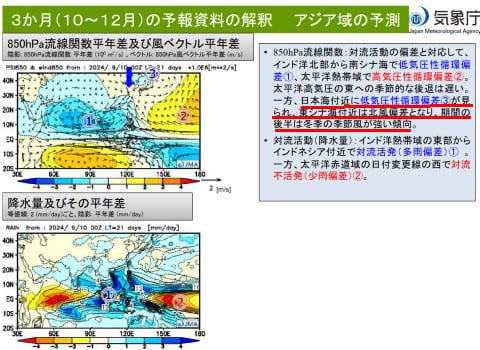 3か月(10~12月)の予報資料の解釈 アジア域の予測
気象庁
Japan Meteorological Agency
850hPa流線関数平年差及び風ベクトル平年差
陰影: 850hPa流線関数 平年差 (10⁶ m²/s) 、ベクトル: 850hPa風ベクトル平年差 (m/s)
PSI850 & wind850 from : 2024/ 9/10 00Z LT=21 days ×1.0E6[m**2/s]
40N
30N
20N
10N
EQ
10S
20S
① ② ③
©JMA
30E 60E 90E 120E 150E 180
-4 -3 -2 -1 0 1 2 3 4
2 [m/s]
降水量及びその平年差
等値線: 2 (mm/day)ごと、陰影: 平年差 (mm/day)
RAIN from : 2024/ 9/10 00Z LT=21 days [mm/day]
40N
30N
20N
10N
EQ
10S
20S
① ②
©JMA
30E 60E 90E 120E 150E 180
-4 -3 -2 -1 0 1 2 3 4
• 850hPa流線関数:対流活動の偏差と対応して、
インド洋北部から南シナ海で低気圧性循環偏
差①、太平洋熱帯域で高気圧性循環偏差②。
太平洋高気圧の東への季節的な後退は遅い。
一方、日本海付近に低気圧性循環偏差③が見
られ、東シナ海付近は北風偏差となり、期間の
後半は冬季の季節風が強い傾向。
• 対流活動(降水量):インド洋熱帯域の東部から
インドネシア付近で対流活発(多雨偏差)①。
一方、太平洋赤道域の日付変更線の西で対流
不活発(少雨偏差)②。